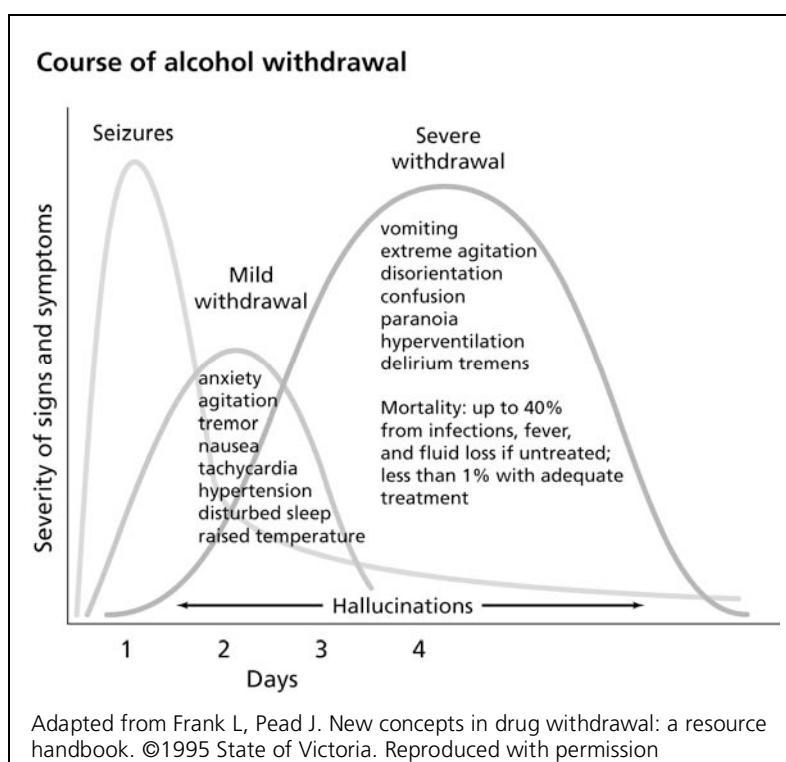 Course of alcohol withdrawal
Severity of signs and symptoms
Seizures
Mild
withdrawal
anxiety
agitation
tremor
nausea
tachycardia
hypertension
disturbed sleep
raised temperature
Severe
withdrawal
vomiting
extreme agitation
disorientation
confusion
paranoia
hyperventilation
delirium tremens
Mortality: up to 40%
from infections, fever,
and fluid loss if untreated;
less than 1% with adequate
treatment
Hallucinations
1 2 3 4
Days
Adapted from Frank L, Pead J. New concepts in drug withdrawal: a resource
handbook. ©1995 State of Victoria. Reproduced with permission